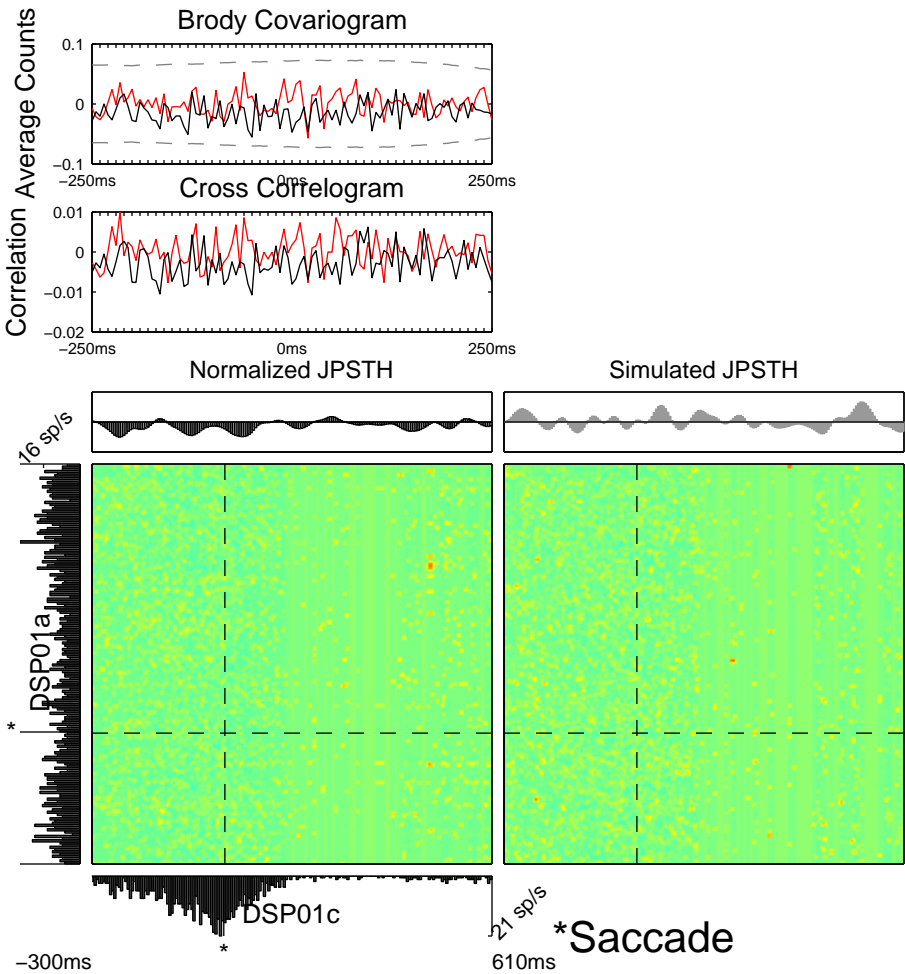 Brody Covariogram
Average Counts
0.1
0
−0.1
−250ms
0ms
250ms
Cross Correlogram
Correlation
0.01
0
−0.01
−0.02
−250ms
0ms
250ms
Normalized JPSTH
Simulated JPSTH
16 sp/s
DSP01a
*
DSP01c
*
21 sp/s
*Saccade
−300ms
610ms